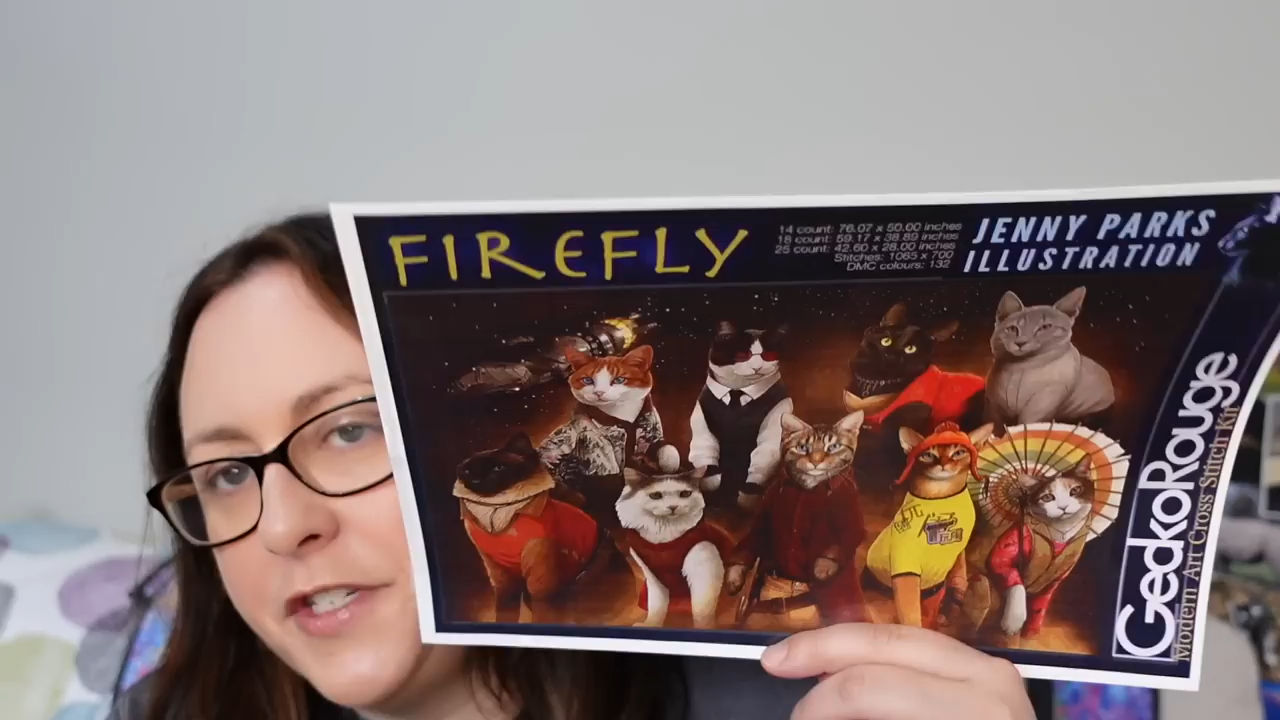 FIREFLY
14 count: 76.07 x 50.00 inches
18 count: 59.17 x 38.89 inches
25 count: 42.60 x 28.00 inches
Stitches: 1065 x 700
DMC colours: 132
JENNY PARKS
ILLUSTRATION
GeckoRouge
Modern Art Cross Stitch Kit